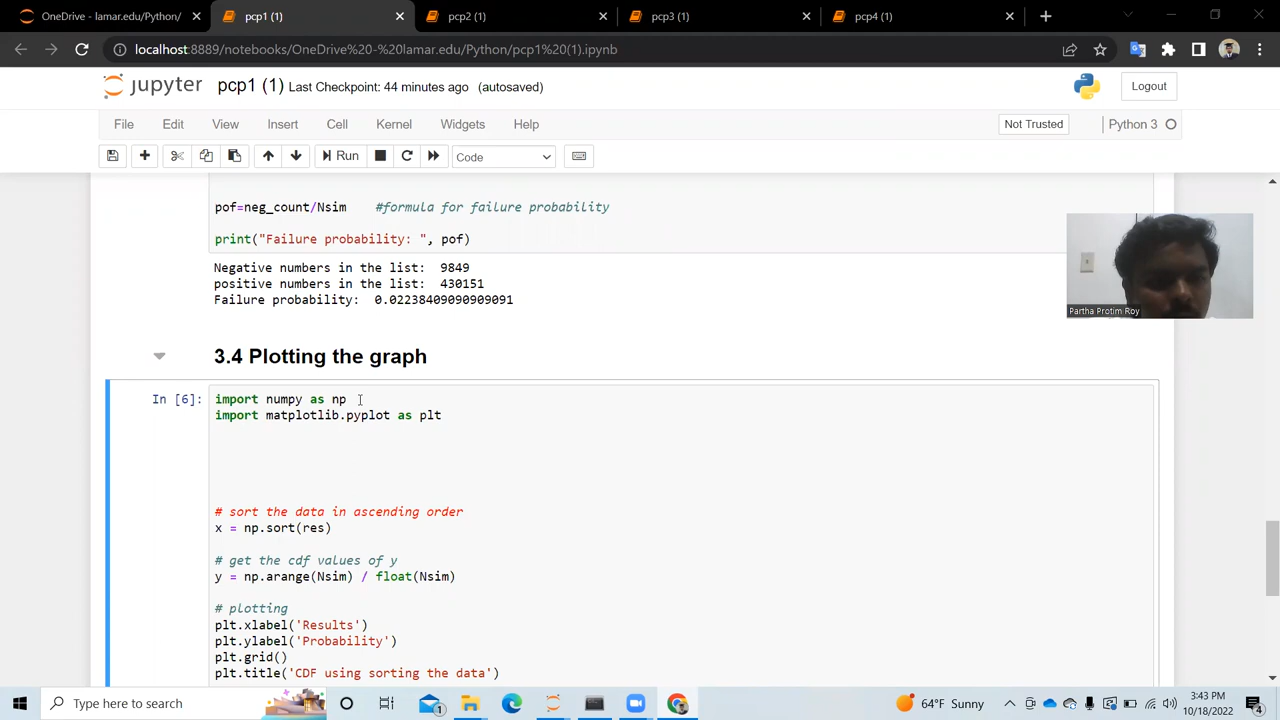 OneDrive - lamar.edu/Python/
pcp1 (1)
pcp2 (1)
pcp3 (1)
pcp4 (1)
localhost:8889/notebooks/OneDrive%20-%20lamar.edu/Python/pcp1%20(1).ipynb
jupyter pcp1 (1) Last Checkpoint: 44 minutes ago (autosaved)
Logout
File Edit View Insert Cell Kernel Widgets Help
Not Trusted
Python 3
Run
Code
pof=neg_count/Nsim #formula for failure probability
print("Failure probability: ", pof)
Negative numbers in the list: 9849
positive numbers in the list: 430151
Failure probability: 0.02238409090909091
Partha Protim Roy
3.4 Plotting the graph
In [6]:
import numpy as np
import matplotlib.pyplot as plt
# sort the data in ascending order
x = np.sort(res)
# get the cdf values of y
y = np.arange(Nsim) / float(Nsim)
# plotting
plt.xlabel('Results')
plt.ylabel('Probability')
plt.grid()
plt.title('CDF using sorting the data')
Type here to search
1
64°F Sunny
3:43 PM
10/18/2022
4